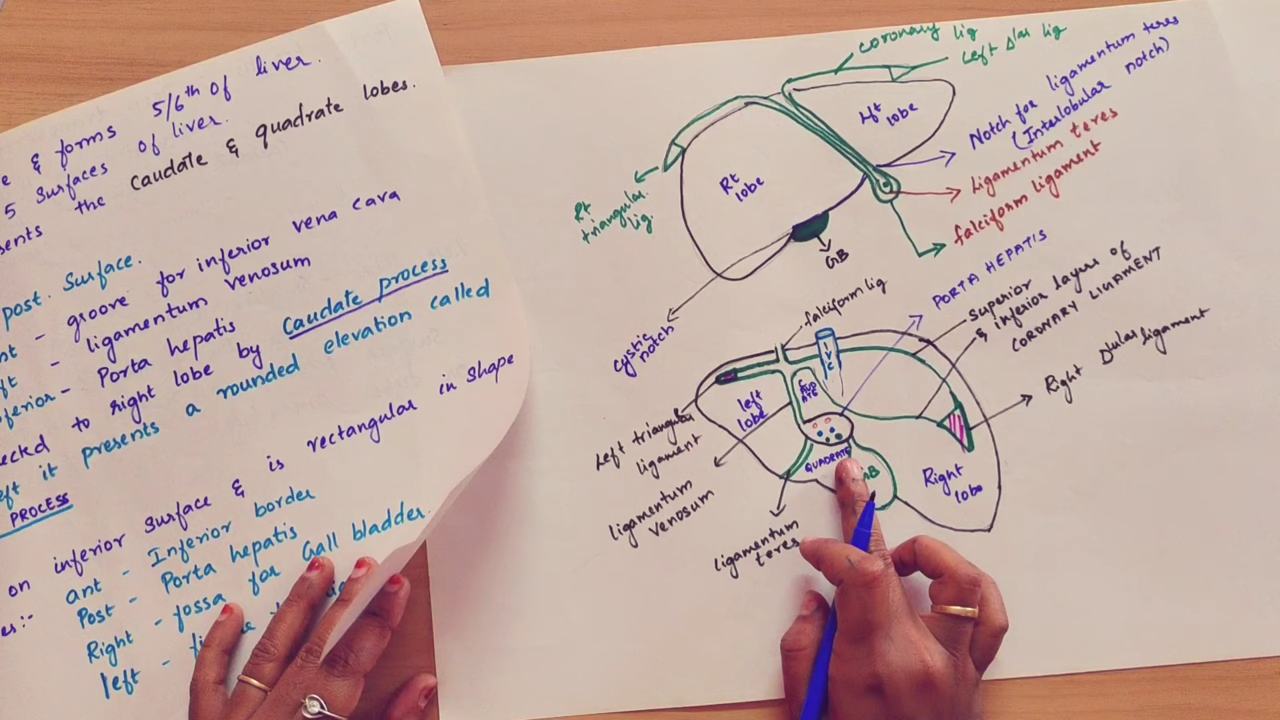 e & forms 5/6th of liver.
5 surfaces of liver.
sents the caudate & quadrate lobes.
post. Surface.
nt - groove for inferior vena cava
ft - ligamentum venosum
ferior - Porta hepatis
ected to right lobe by caudate process
eft it presents a rounded elevation called
PROCESS
on inferior surface & is rectangular in shape
es:- ant - Inferior border
Post - Porta hepatis
Right - fossa for Gall bladder.
left -
coronary lig
Left Δlar lig
Lft lobe
Notch for ligamentum teres
(Interlobular notch)
Ligamentum teres
falciform ligament
Rt lobe
Rt
triangular
lig.
GB
cystic
notch
falciform lig
PORTA HEPATIS
Superior
& inferior layers of
CORONARY LIGAMENT
Right Δular ligament
IVC
left
lobe
QUADRATE
GB
Right
lobe
Left triangular
ligament
ligamentum
venosum
ligamentum
teres